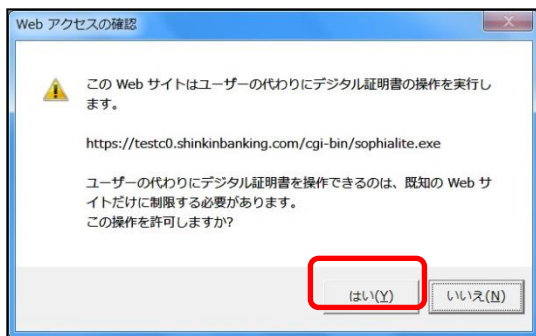 Web アクセスの確認
この Web サイトはユーザーの代わりにデジタル証明書の操作を実行し
ます。
https://testc0.shinkinbanking.com/cgi-bin/sophialite.exe
ユーザーの代わりにデジタル証明書を操作できるのは、既知の Web サ
イトだけに制限する必要があります。
この操作を許可しますか?
はい(Y) いいえ(N)